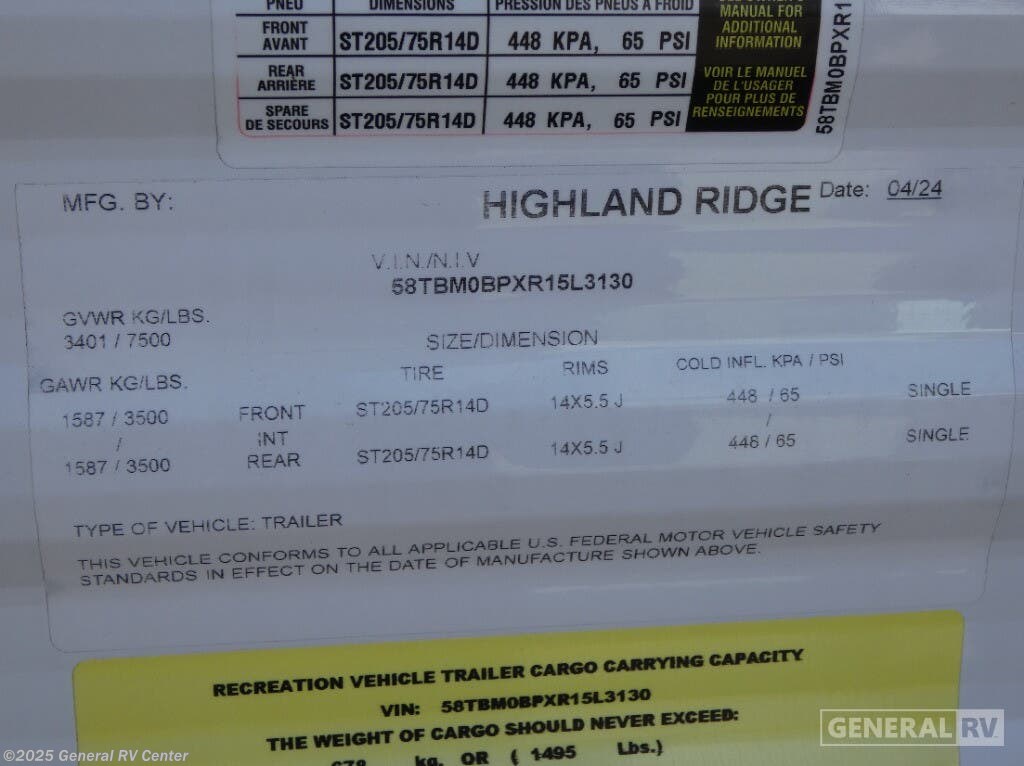 PNEU DIMENSIONS PRESSION DES PNEUS A FROID
MANUAL FOR
ADDITIONAL
INFORMATION
FRONT
AVANT ST205/75R14D 448 KPA, 65 PSI
REAR
ARRIÈRE ST205/75R14D 448 KPA, 65 PSI
SPARE
DE SECOURS ST205/75R14D 448 KPA, 65 PSI
VOIR LE MANUEL
DE L'USAGER
POUR PLUS DE
RENSEIGNEMENTS
58TBM0BPXR1
MFG. BY: HIGHLAND RIDGE Date: 04/24
V.I.N./N.I.V
58TBM0BPXR15L3130
GVWR KG/LBS.
3401 / 7500
SIZE/DIMENSION
GAWR KG/LBS. TIRE RIMS COLD INFL. KPA / PSI
1587 / 3500 FRONT ST205/75R14D 14X5.5 J 448 / 65 SINGLE
/ INT /
1587 / 3500 REAR ST205/75R14D 14X5.5 J 448 / 65 SINGLE
TYPE OF VEHICLE: TRAILER
THIS VEHICLE CONFORMS TO ALL APPLICABLE U.S. FEDERAL MOTOR VEHICLE SAFETY
STANDARDS IN EFFECT ON THE DATE OF MANUFACTURE SHOWN ABOVE.
RECREATION VEHICLE TRAILER CARGO CARRYING CAPACITY
VIN: 58TBM0BPXR15L3130
THE WEIGHT OF CARGO SHOULD NEVER EXCEED:
kg. OR ( 1495 Lbs.)
GENERAL RV
©2025 General RV Center